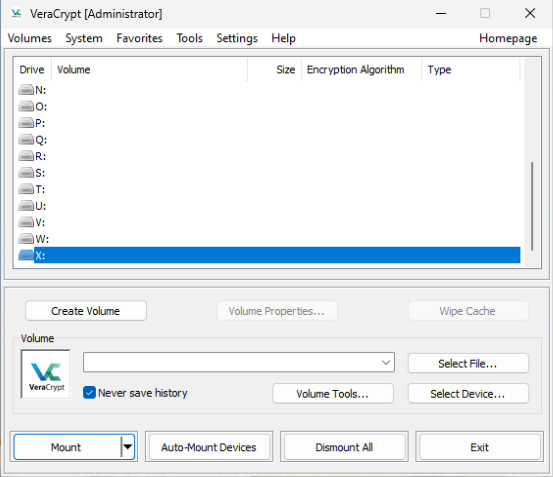 VeraCrypt [Administrator]
Volumes System Favorites Tools Settings Help Homepage
Drive Volume Size Encryption Algorithm Type
N:
O:
P:
Q:
R:
S:
T:
U:
V:
W:
X:
Create Volume Volume Properties... Wipe Cache
Volume
VeraCrypt
Select File...
Never save history Volume Tools... Select Device...
Mount Auto-Mount Devices Dismount All Exit